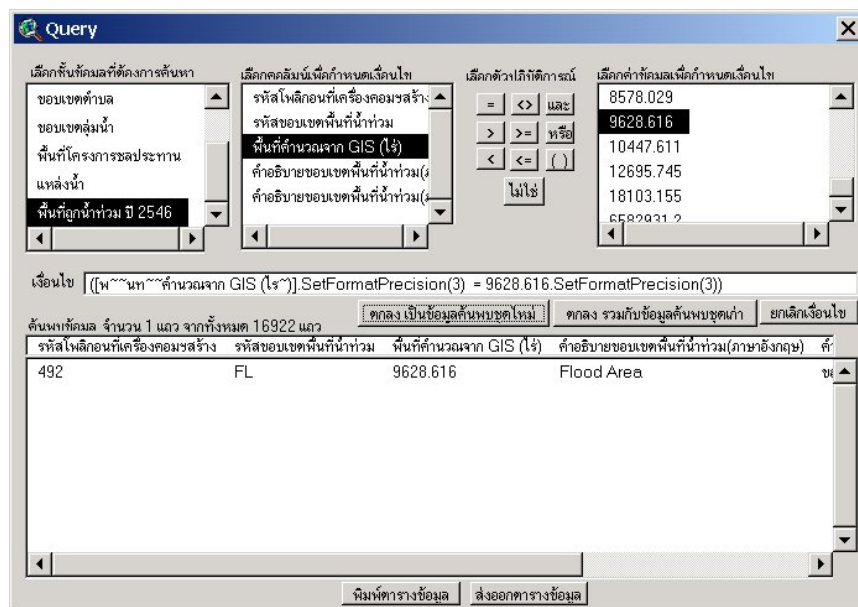 Query
เลือกชั้นข้อมูลที่ต้องการค้นหา
ขอบเขตตำบล
ขอบเขตลุ่มน้ำ
พื้นที่โครงการชลประทาน
แหล่งน้ำ
พื้นที่ถูกน้ำท่วม ปี 2546
เลือกคอลัมน์เพื่อกำหนดเงื่อนไข
รหัสโพลิกอนที่เครื่องคอมฯสร้าง
รหัสขอบเขตพื้นที่น้ำท่วม
พื้นที่คำนวณจาก GIS (ไร่)
คำอธิบายขอบเขตพื้นที่น้ำท่วม(
คำอธิบายขอบเขตพื้นที่น้ำท่วม(
เลือกตัวปฏิบัติการณ์
= <> และ
> >= หรือ
< <= ( )
ไม่ใช่
เลือกค่าข้อมูลเพื่อกำหนดเงื่อนไข
8578.029
9628.616
10447.611
12695.745
18103.155
6582931.2
เงื่อนไข ([พ~~นท~~คำนวณจาก GIS (ไร~)].SetFormatPrecision(3) = 9628.616.SetFormatPrecision(3))
ตกลง เป็นข้อมูลค้นพบชุดใหม่ ตกลง รวมกับข้อมูลค้นพบชุดเก่า ยกเลิกเงื่อนไข
ค้นพบข้อมูล จำนวน 1 แถว จากทั้งหมด 16922 แถว
รหัสโพลิกอนที่เครื่องคอมฯสร้าง รหัสขอบเขตพื้นที่น้ำท่วม พื้นที่คำนวณจาก GIS (ไร่) คำอธิบายขอบเขตพื้นที่น้ำท่วม(ภาษาอังกฤษ) คำ
492 FL 9628.616 Flood Area ขอ
พิมพ์ตารางข้อมูล ส่งออกตารางข้อมูล